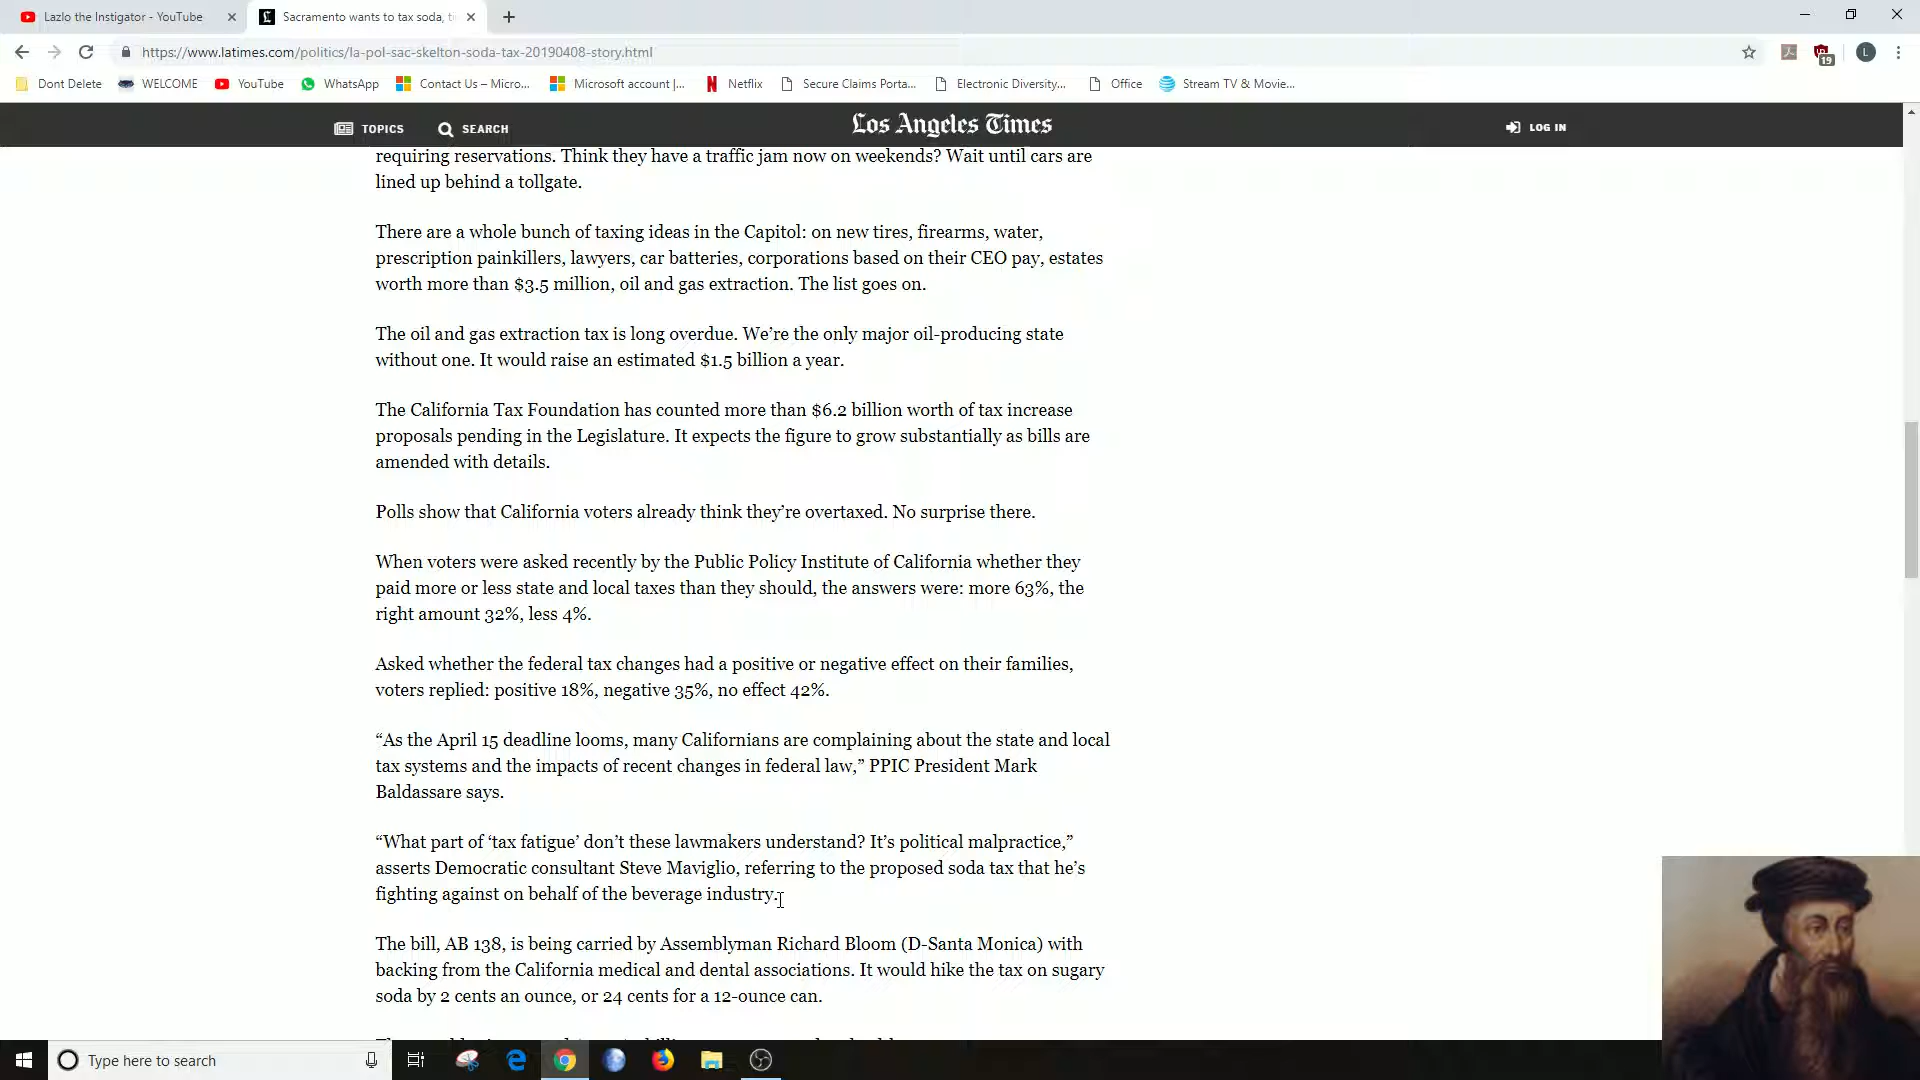 Lazlo the Instigator - YouTube
Sacramento wants to tax soda, ti
https://www.latimes.com/politics/la-pol-sac-skelton-soda-tax-20190408-story.html
19
L
Dont Delete
WELCOME
YouTube
WhatsApp
Contact Us – Micro...
Microsoft account |...
Netflix
Secure Claims Porta...
Electronic Diversity...
Office
Stream TV & Movie...
TOPICS
SEARCH
Los Angeles Times
LOG IN
requiring reservations. Think they have a traffic jam now on weekends? Wait until cars are
lined up behind a tollgate.
There are a whole bunch of taxing ideas in the Capitol: on new tires, firearms, water,
prescription painkillers, lawyers, car batteries, corporations based on their CEO pay, estates
worth more than $3.5 million, oil and gas extraction. The list goes on.
The oil and gas extraction tax is long overdue. We’re the only major oil-producing state
without one. It would raise an estimated $1.5 billion a year.
The California Tax Foundation has counted more than $6.2 billion worth of tax increase
proposals pending in the Legislature. It expects the figure to grow substantially as bills are
amended with details.
Polls show that California voters already think they’re overtaxed. No surprise there.
When voters were asked recently by the Public Policy Institute of California whether they
paid more or less state and local taxes than they should, the answers were: more 63%, the
right amount 32%, less 4%.
Asked whether the federal tax changes had a positive or negative effect on their families,
voters replied: positive 18%, negative 35%, no effect 42%.
“As the April 15 deadline looms, many Californians are complaining about the state and local
tax systems and the impacts of recent changes in federal law,” PPIC President Mark
Baldassare says.
“What part of ‘tax fatigue’ don’t these lawmakers understand? It’s political malpractice,”
asserts Democratic consultant Steve Maviglio, referring to the proposed soda tax that he’s
fighting against on behalf of the beverage industry.
The bill, AB 138, is being carried by Assemblyman Richard Bloom (D-Santa Monica) with
backing from the California medical and dental associations. It would hike the tax on sugary
soda by 2 cents an ounce, or 24 cents for a 12-ounce can.
Type here to search